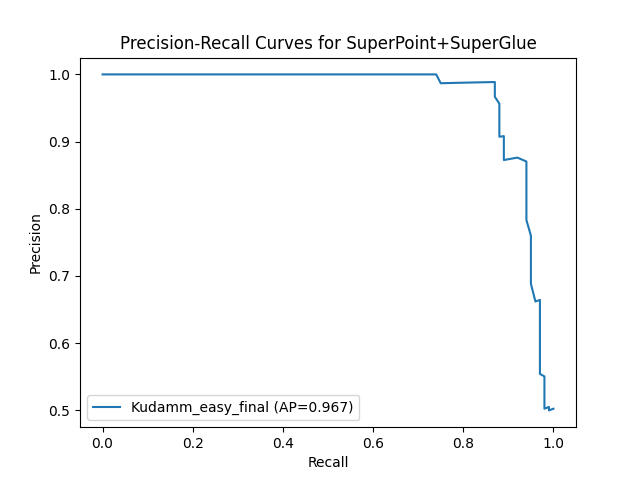 Precision-Recall Curves for SuperPoint+SuperGlue
1.0
0.9
0.8
0.7
0.6
0.5
Precision
Kudamm_easy_final (AP=0.967)
0.0 0.2 0.4 0.6 0.8 1.0
Recall